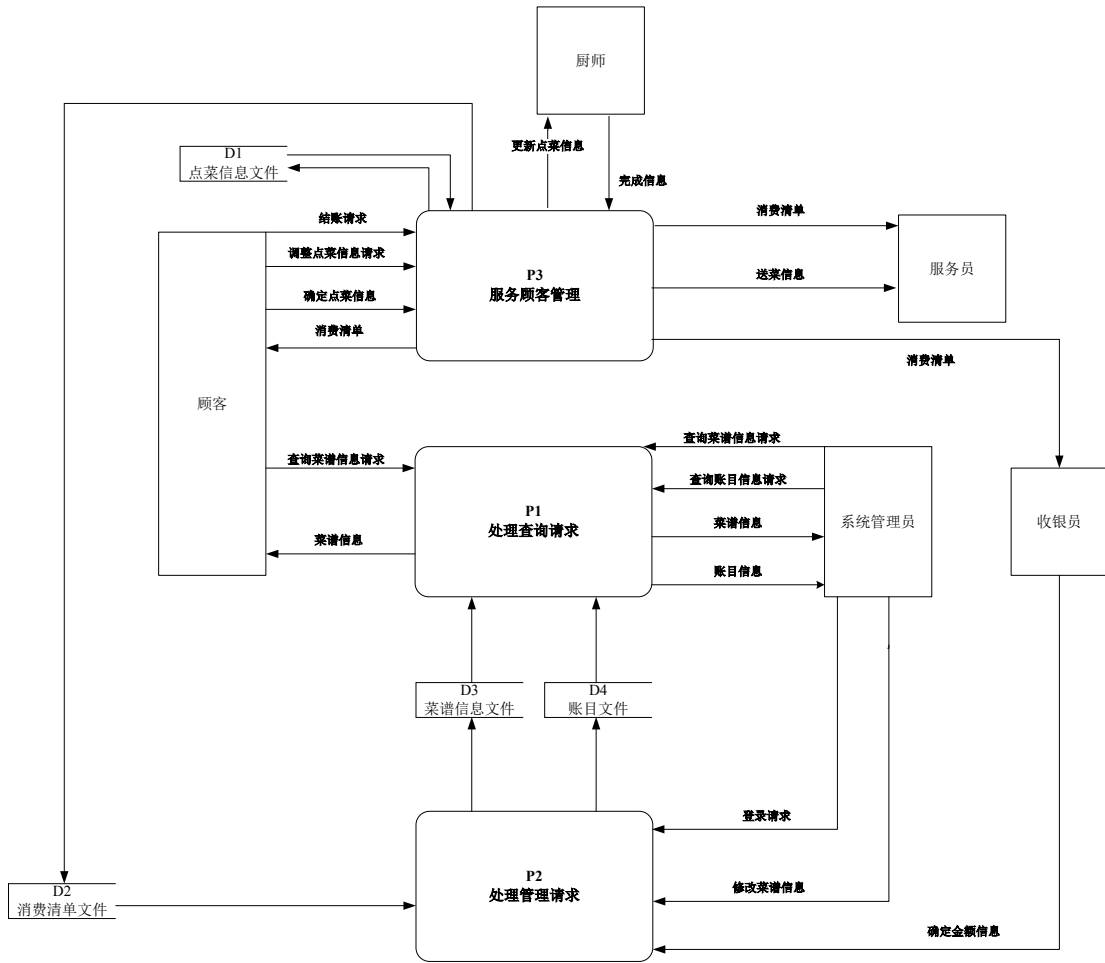 厨师
更新点菜信息
完成信息
D1
点菜信息文件
结账请求
调整点菜信息请求
确定点菜信息
消费清单
P3
服务顾客管理
消费清单
送菜信息
服务员
消费清单
顾客
查询菜谱信息请求
菜谱信息
P1
处理查询请求
查询菜谱信息请求
查询账目信息请求
菜谱信息
账目信息
系统管理员
收银员
D3
菜谱信息文件
D4
账目文件
登录请求
P2
处理管理请求
修改菜谱信息
确定金额信息
D2
消费清单文件